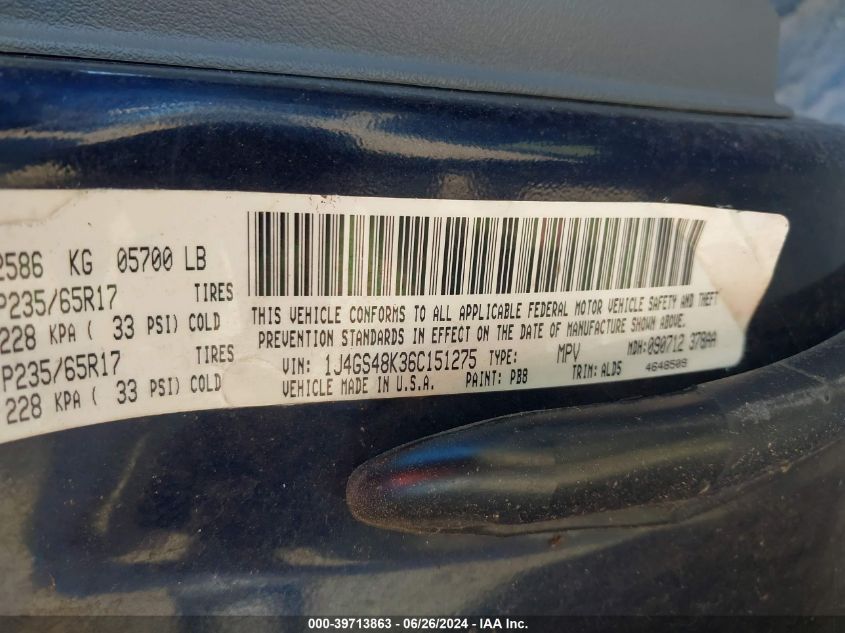 2586 KG 05700 LB
P235/65R17 TIRES
228 KPA ( 33 PSI) COLD
P235/65R17 TIRES
228 KPA ( 33 PSI) COLD
THIS VEHICLE CONFORMS TO ALL APPLICABLE FEDERAL MOTOR VEHICLE SAFETY AND THEFT
PREVENTION STANDARDS IN EFFECT ON THE DATE OF MANUFACTURE SHOWN ABOVE.
VIN: 1J4GS48K36C151275 TYPE: MPV MDH: 090712 378AA
VEHICLE MADE IN U.S.A. PAINT: PB8 TRIM: ALD5 4648509
000-39713863 - 06/26/2024 - IAA Inc.